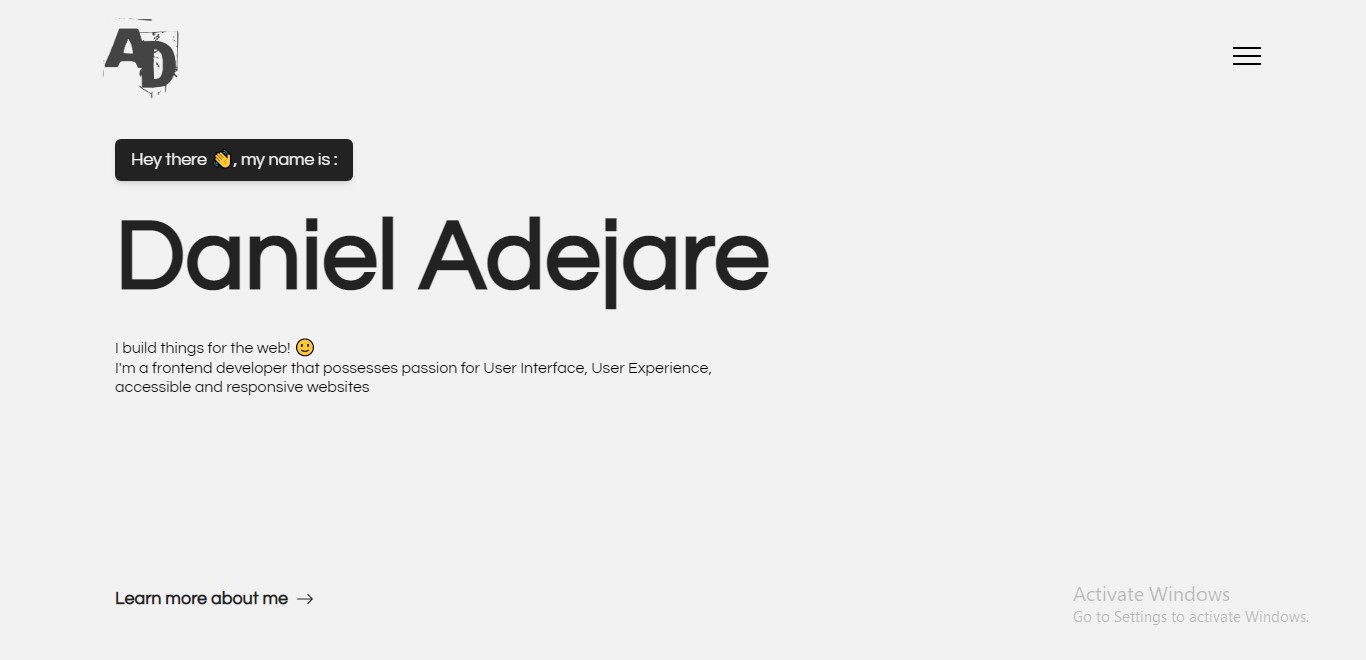 AD
Hey there 👋, my name is :
Daniel Adejare
I build things for the web! 🙂
I'm a frontend developer that possesses passion for User Interface, User Experience,
accessible and responsive websites
Learn more about me →
Activate Windows
Go to Settings to activate Windows.